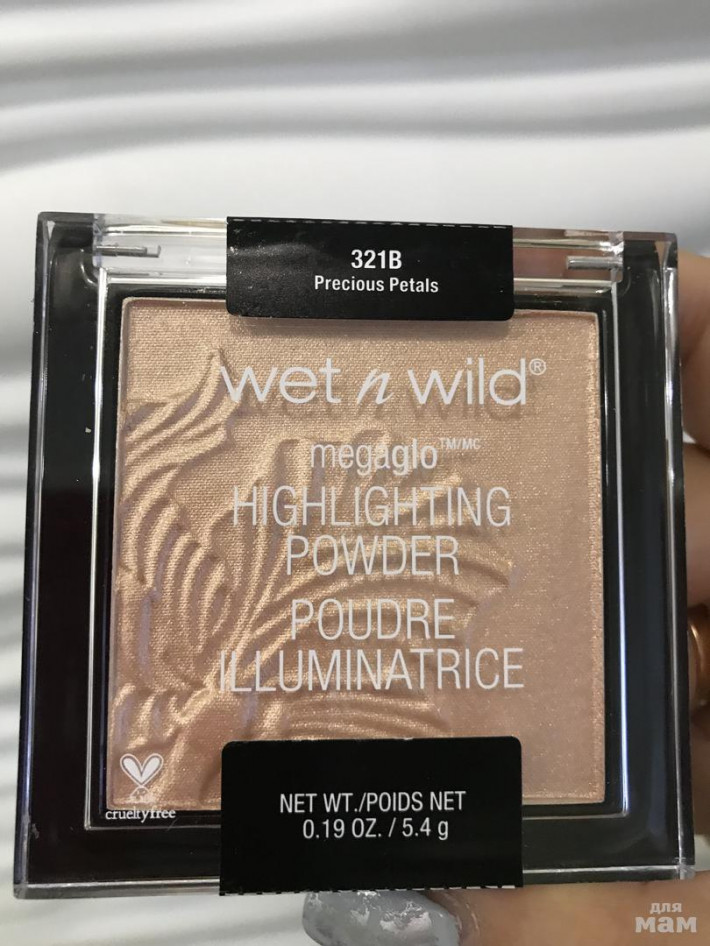 321B
Precious Petals
wet n wild®
megaglo™/MC
HIGHLIGHTING
POWDER
POUDRE
ILLUMINATRICE
crueltyfree
NET WT./POIDS NET
0.19 OZ. / 5.4 g
для
мам